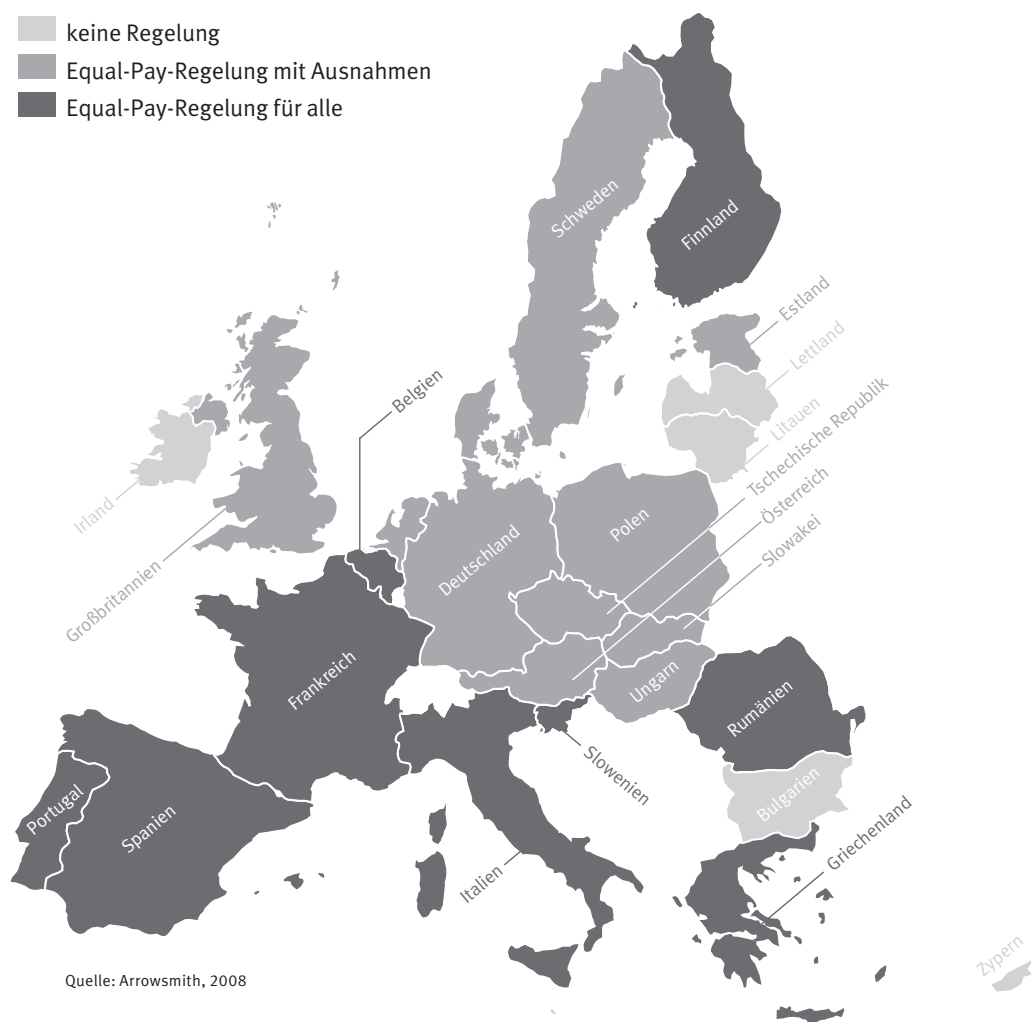 keine Regelung
Equal-Pay-Regelung mit Ausnahmen
Equal-Pay-Regelung für alle
Schweden
Finnland
Estland
Lettland
Litauen
Tschechische Republik
Österreich
Slowakei
Belgien
Irland
Großbritannien
Deutschland
Polen
Frankreich
Ungarn
Rumänien
Slowenien
Bulgarien
Portugal
Spanien
Italien
Griechenland
Zypern
Quelle: Arrowsmith, 2008